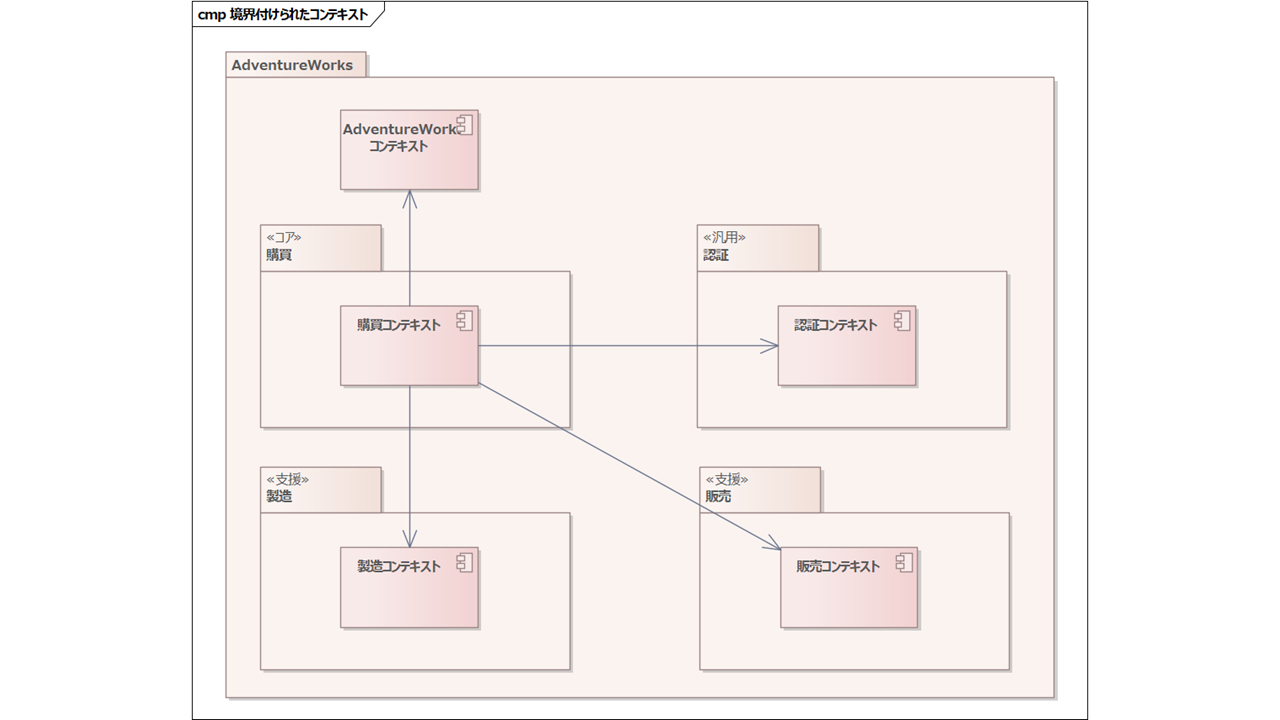 cmp 境界付けられたコンテキスト
AdventureWorks
AdventureWorks
コンテキスト
«コア»
購買
購買コンテキスト
«汎用»
認証
認証コンテキスト
«支援»
製造
製造コンテキスト
«支援»
販売
販売コンテキスト